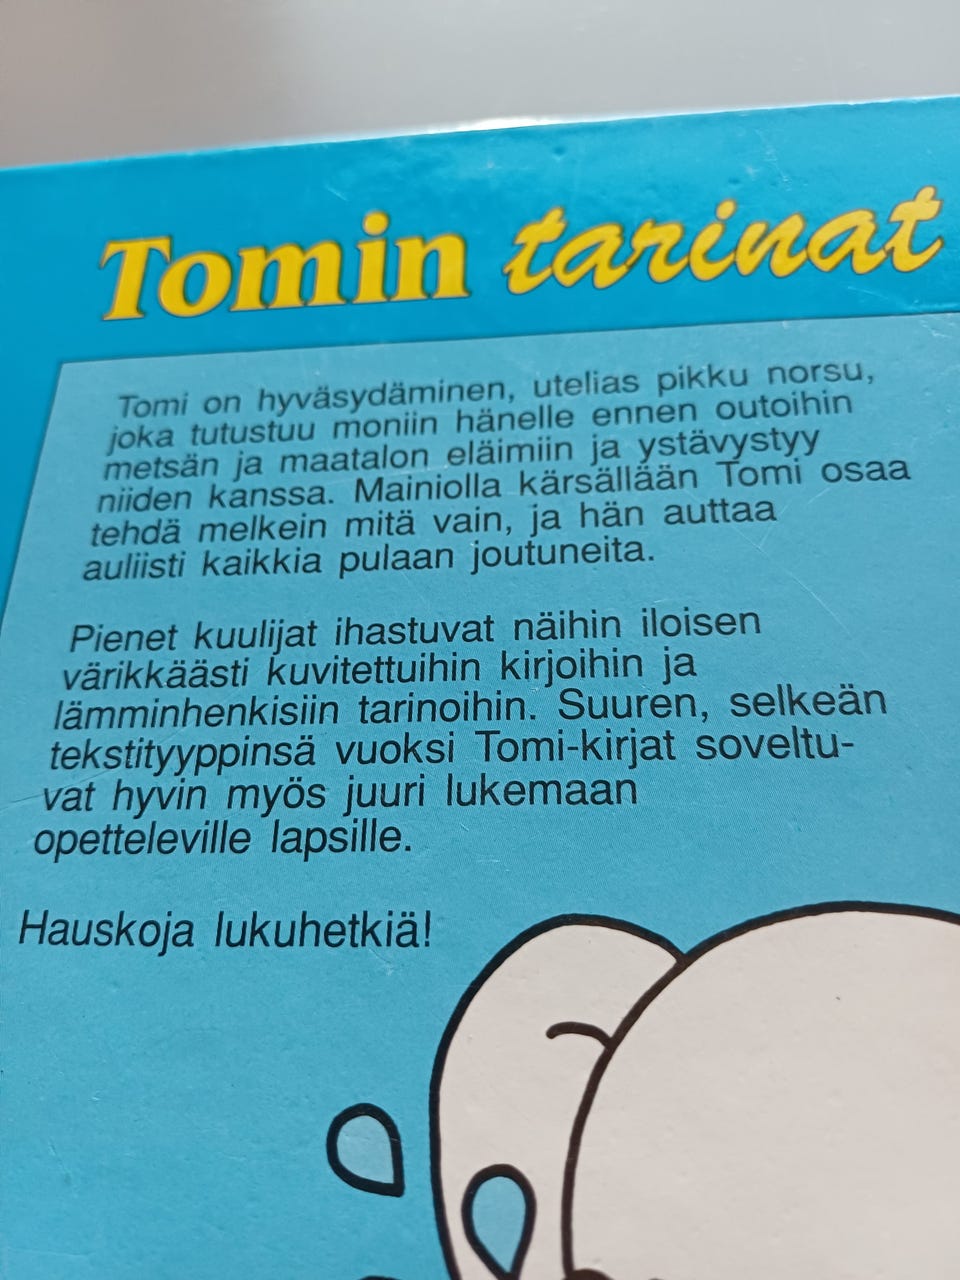 Tomin tarinat
Tomi on hyväsydäminen, utelias pikku norsu,
joka tutustuu moniin hänelle ennen outoihin
metsän ja maatalon eläimiin ja ystävystyy
niiden kanssa. Mainiolla kärsällään Tomi osaa
tehdä melkein mitä vain, ja hän auttaa
auliisti kaikkia pulaan joutuneita.
Pienet kuulijat ihastuvat näihin iloisen
värikkäästi kuvitettuihin kirjoihin ja
lämminhenkisiin tarinoihin. Suuren, selkeän
tekstityyppinsä vuoksi Tomi-kirjat soveltu-
vat hyvin myös juuri lukemaan
opetteleville lapsille.
Hauskoja lukuhetkiä!